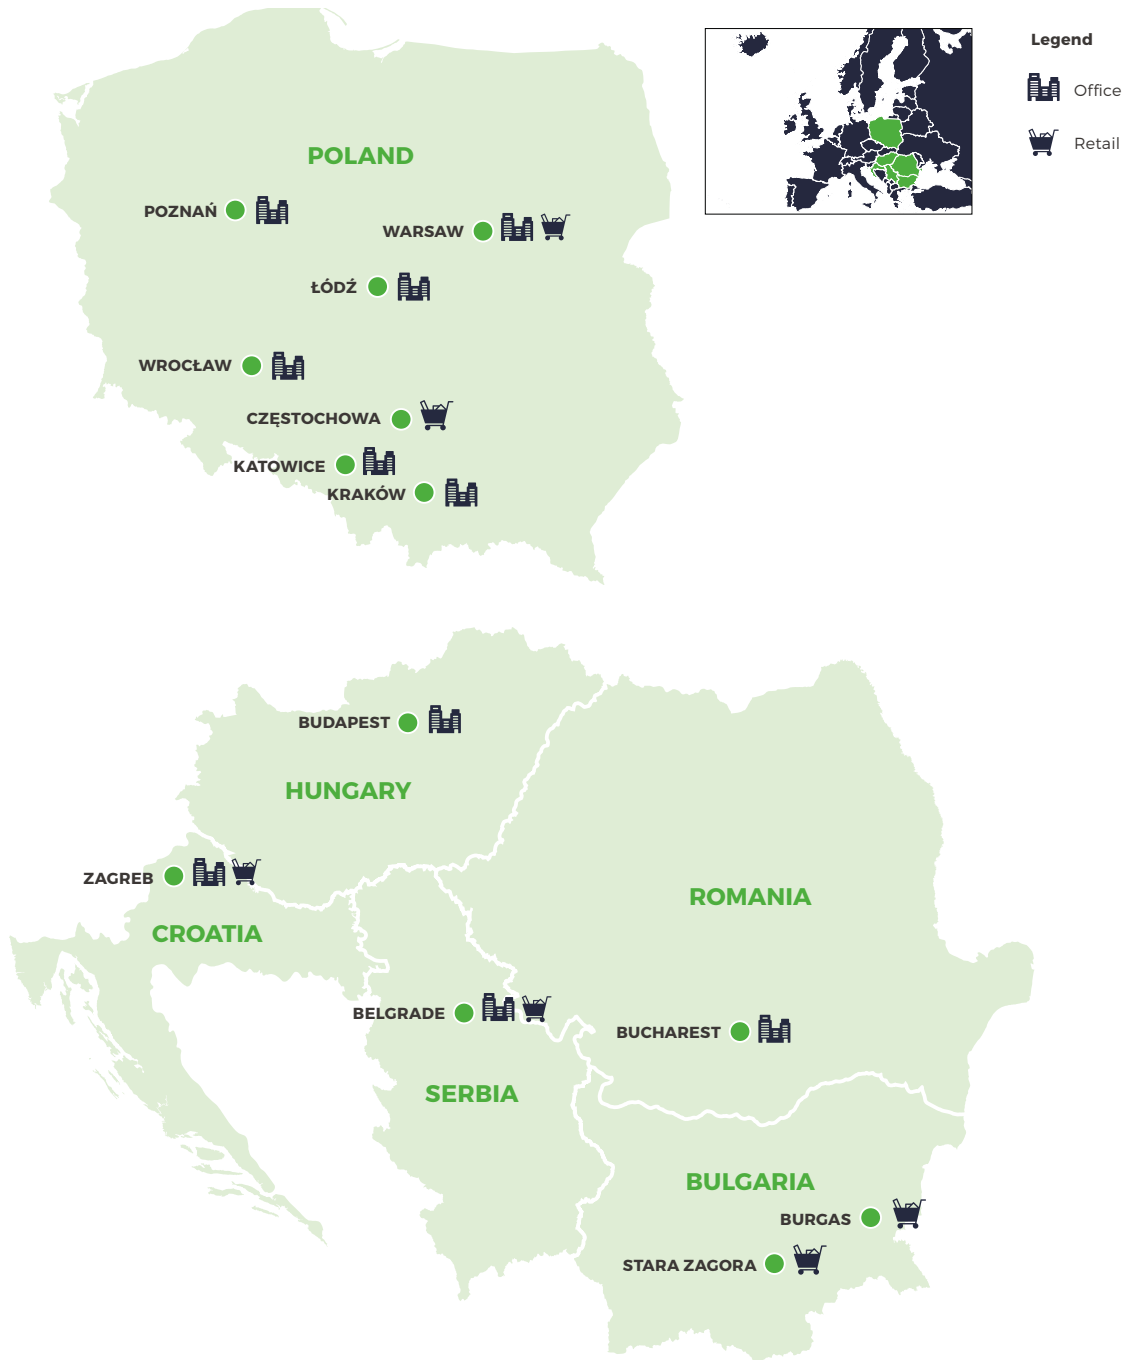 Legend
Office
Retail
POLAND
POZNAŃ
WARSAW
ŁÓDŹ
WROCŁAW
CZĘSTOCHOWA
KATOWICE
KRAKÓW
BUDAPEST
HUNGARY
ZAGREB
CROATIA
ROMANIA
BELGRADE
BUCHAREST
SERBIA
BULGARIA
BURGAS
STARA ZAGORA